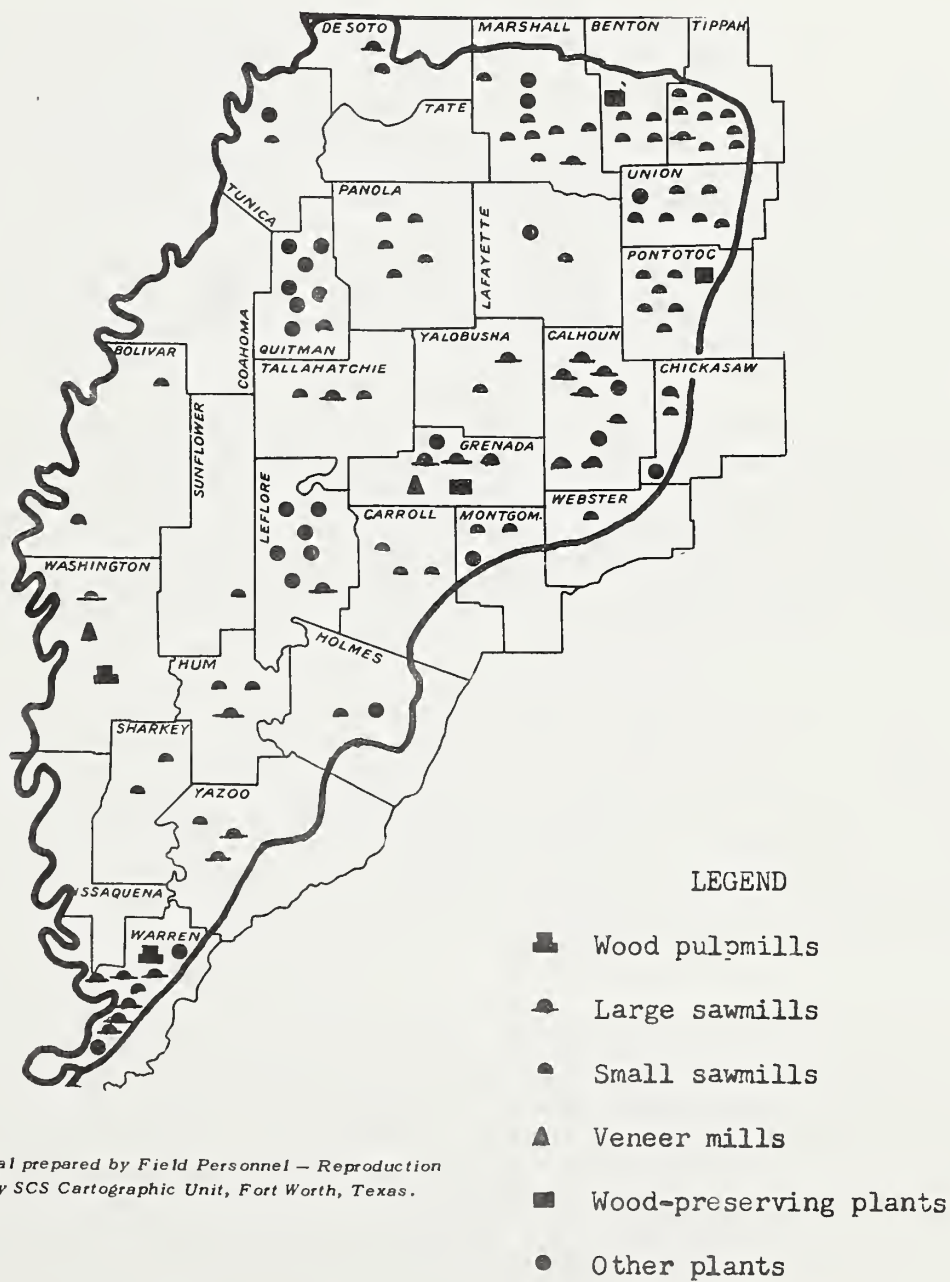 DE SOTO
MARSHALL
BENTON
TIPPAH
TATE
TUNICA
PANOLA
LAFAYETTE
UNION
PONTOTOC
COAHOMA
QUITMAN
YALOBUSHA
CALHOUN
CHICKASAW
BOLIVAR
TALLAHATCHIE
SUNFLOWER
GRENADA
LEFLORE
CARROLL
MONTGOM.
WEBSTER
WASHINGTON
HUM
HOLMES
SHARKEY
YAZOO
ISSAQUENA
WARREN
LEGEND
Wood pulpmills
Large sawmills
Small sawmills
Veneer mills
Wood-preserving plants
Other plants
al prepared by Field Personnel — Reproduction
y SCS Cartographic Unit, Fort Worth, Texas.